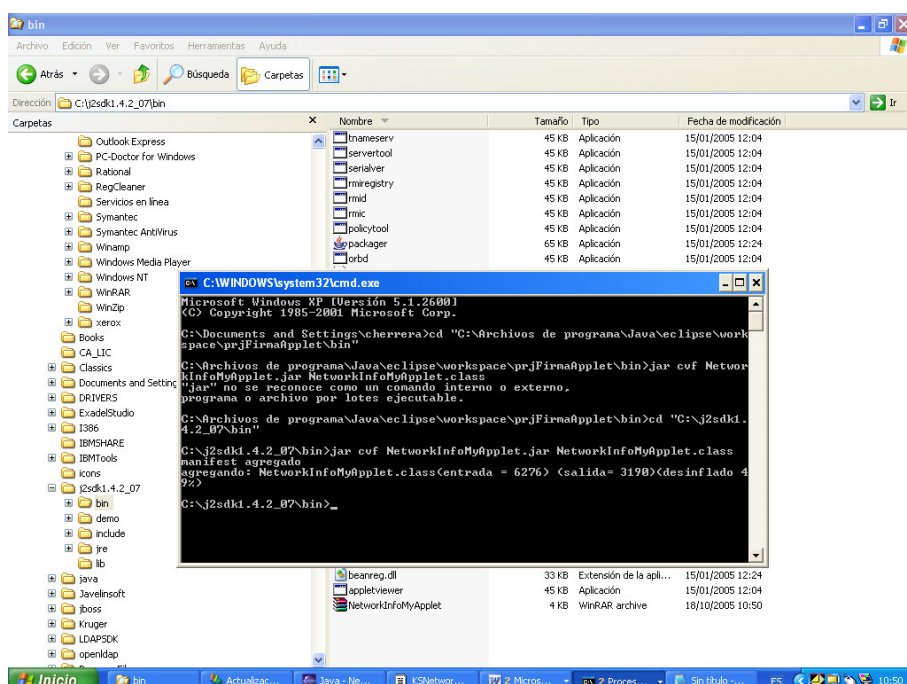 bin
Archivo Edición Ver Favoritos Herramientas Ayuda
Atrás Búsqueda Carpetas
Dirección C:\j2sdk1.4.2_07\bin Ir
Carpetas
Nombre Tamaño Tipo Fecha de modificación
Outlook Express
PC-Doctor for Windows
Rational
RegCleaner
Servicios en línea
Symantec
Symantec AntiVirus
Winamp
Windows Media Player
Windows NT
WinRAR
WinZip
xerox
Books
CA_LIC
Classics
Documents and Setting
DRIVERS
ExadelStudio
I386
IBMSHARE
IBMTools
icons
j2sdk1.4.2_07
bin
demo
include
jre
lib
java
Javelinsoft
jboss
Kruger
LDAPSDK
openldap
tnameserv 45 KB Aplicación 15/01/2005 12:04
servertool 45 KB Aplicación 15/01/2005 12:04
serialver 45 KB Aplicación 15/01/2005 12:04
rmiregistry 45 KB Aplicación 15/01/2005 12:04
rmid 45 KB Aplicación 15/01/2005 12:04
rmic 45 KB Aplicación 15/01/2005 12:04
policytool 45 KB Aplicación 15/01/2005 12:04
packager 65 KB Aplicación 15/01/2005 12:24
orbd 45 KB Aplicación 15/01/2005 12:04
C:\WINDOWS\system32\cmd.exe
Microsoft Windows XP [Versión 5.1.2600]
(C) Copyright 1985-2001 Microsoft Corp.
C:\Documents and Settings\cherrera>cd "C:\Archivos de programa\Java\eclipse\work
space\prjFirmaApplet\bin"
C:\Archivos de programa\Java\eclipse\workspace\prjFirmaApplet\bin>jar cvf Networ
kInfoMyApplet.jar NetworkInfoMyApplet.class
"jar" no se reconoce como un comando interno o externo,
programa o archivo por lotes ejecutable.
C:\Archivos de programa\Java\eclipse\workspace\prjFirmaApplet\bin>cd "C:\j2sdk1.
4.2_07\bin"
C:\j2sdk1.4.2_07\bin>jar cvf NetworkInfoMyApplet.jar NetworkInfoMyApplet.class
manifest agregado
agregando: NetworkInfoMyApplet.class(entrada = 6276) (salida= 3190)(desinflado 4
9%)
C:\j2sdk1.4.2_07\bin>_
beanreg.dll 33 KB Extensión de la apli... 15/01/2005 12:24
appletviewer 45 KB Aplicación 15/01/2005 12:04
NetworkInfoMyApplet 4 KB WinRAR archive 18/10/2005 10:50
Inicio bin Actualizac... Java - Ne... KSNetwor... 2 Micros... 2 Proces... Sin título -... ES 10:50